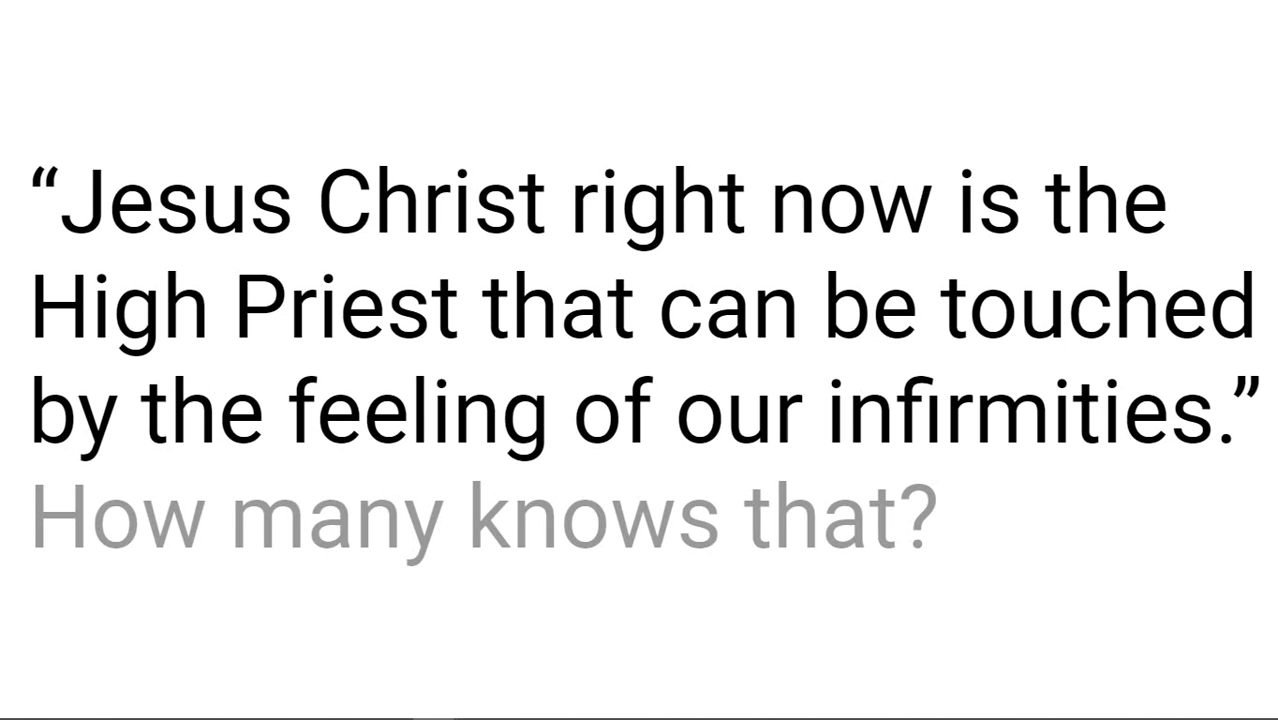 “Jesus Christ right now is the
High Priest that can be touched
by the feeling of our infirmities.”
How many knows that?